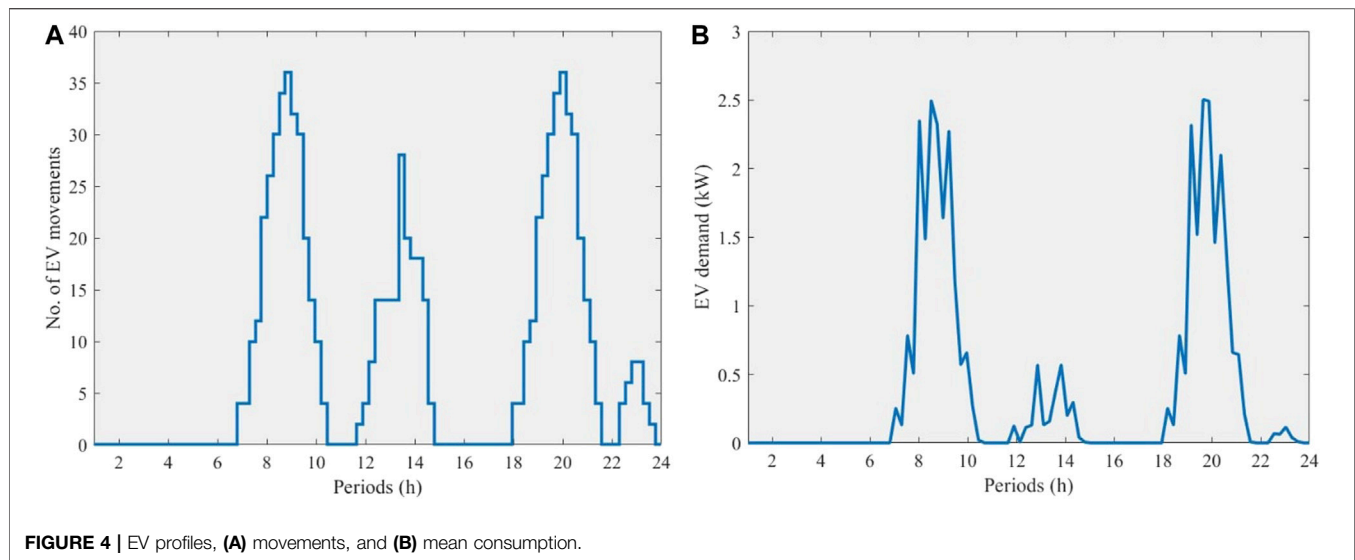 A
40
35
30
25
20
15
10
5
0
No. of EV movements
2 4 6 8 10 12 14 16 18 20 22 24
Periods (h)
B
3
2.5
2
1.5
1
0.5
0
EV demand (kW)
2 4 6 8 10 12 14 16 18 20 22 24
Periods (h)
FIGURE 4 | EV profiles, (A) movements, and (B) mean consumption.